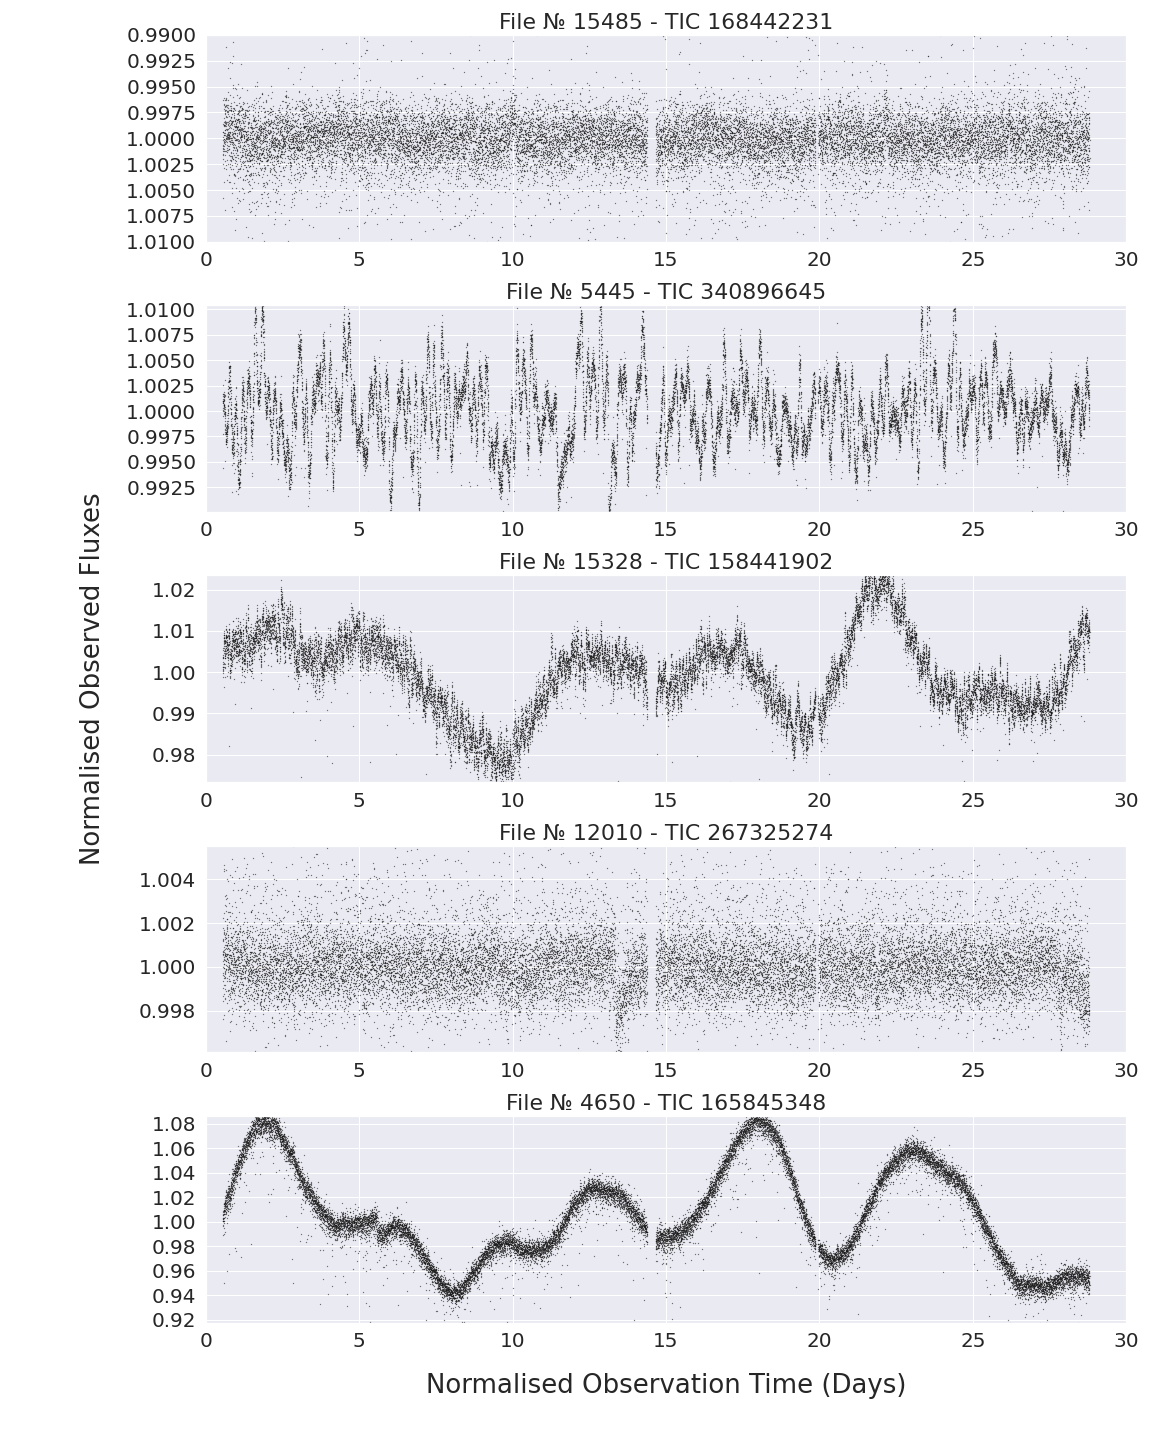 File № 15485 - TIC 168442231
0.9900
0.9925
0.9950
0.9975
1.0000
1.0025
1.0050
1.0075
1.0100
0 5 10 15 20 25 30
File № 5445 - TIC 340896645
1.0100
1.0075
1.0050
1.0025
1.0000
0.9975
0.9950
0.9925
0 5 10 15 20 25 30
File № 15328 - TIC 158441902
1.02
1.01
1.00
0.99
0.98
0 5 10 15 20 25 30
File № 12010 - TIC 267325274
1.004
1.002
1.000
0.998
0 5 10 15 20 25 30
File № 4650 - TIC 165845348
1.08
1.06
1.04
1.02
1.00
0.98
0.96
0.94
0.92
0 5 10 15 20 25 30
Normalised Observed Fluxes
Normalised Observation Time (Days)